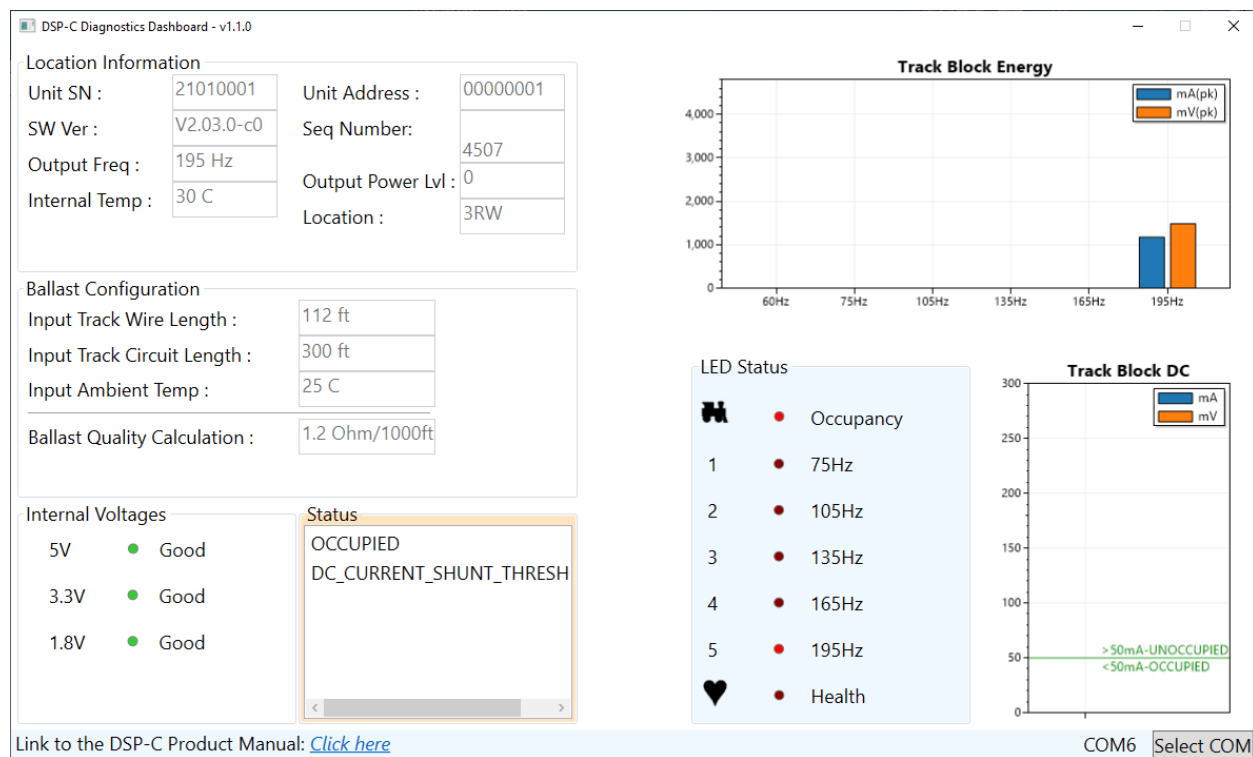 DSP-C Diagnostics Dashboard - v1.1.0
Location Information
Unit SN : 21010001
Unit Address : 00000001
SW Ver : V2.03.0-c0
Seq Number: 4507
Output Freq : 195 Hz
Output Power Lvl : 0
Internal Temp : 30 C
Location : 3RW
Ballast Configuration
Input Track Wire Length : 112 ft
Input Track Circuit Length : 300 ft
Input Ambient Temp : 25 C
Ballast Quality Calculation : 1.2 Ohm/1000ft
Internal Voltages
5V Good
3.3V Good
1.8V Good
Status
OCCUPIED
DC_CURRENT_SHUNT_THRESH
Track Block Energy
mA(pk)
mV(pk)
4,000
3,000
2,000
1,000
0
60Hz 75Hz 105Hz 135Hz 165Hz 195Hz
LED Status
Occupancy
1 75Hz
2 105Hz
3 135Hz
4 165Hz
5 195Hz
Health
Track Block DC
mA
mV
300
250
200
150
100
50
0
>50mA-UNOCCUPIED
<50mA-OCCUPIED
Link to the DSP-C Product Manual: Click here
COM6 Select COM